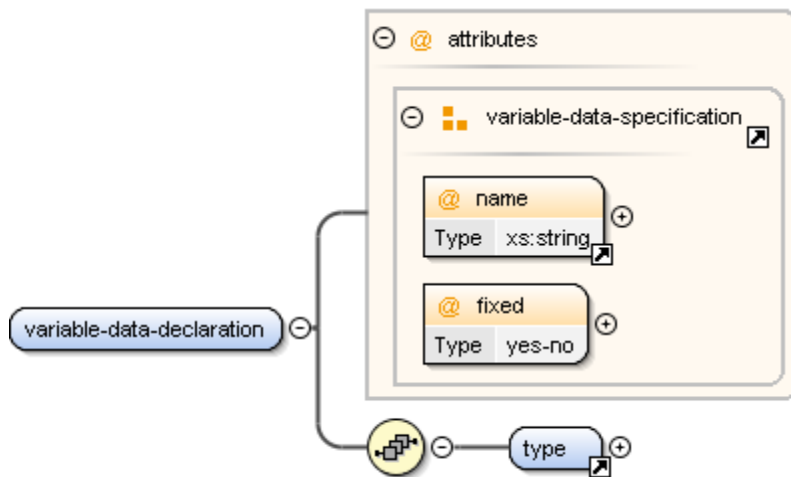 @ attributes
variable-data-specification
@ name
Type xs:string
@ fixed
Type yes-no
variable-data-declaration
type